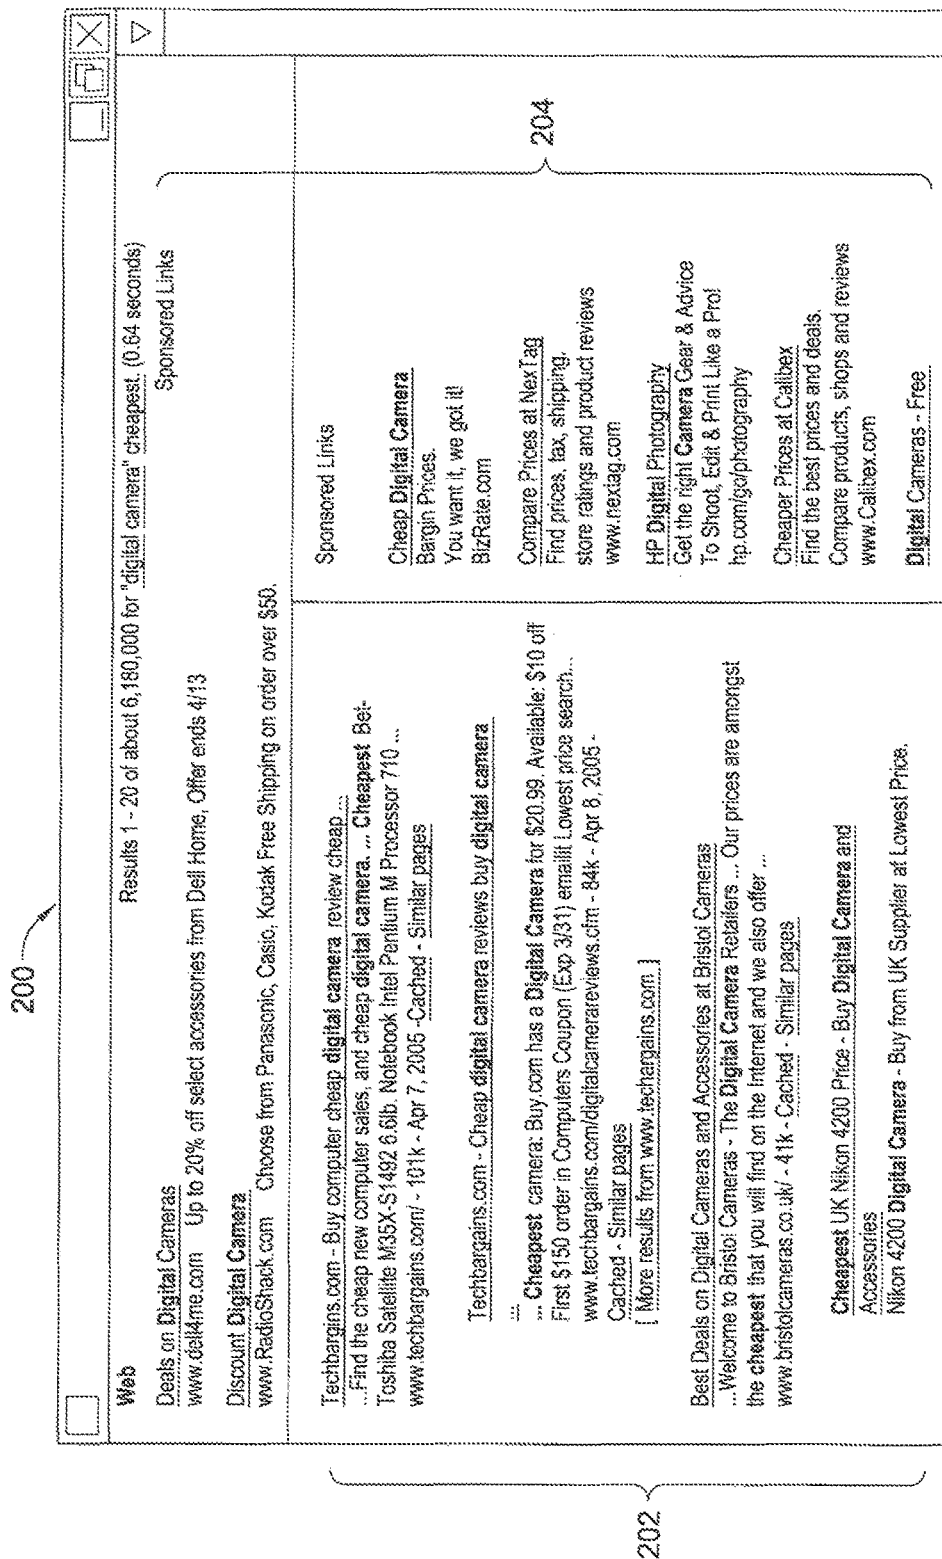 200
Web
Results 1 - 20 of about 6,180,000 for "digital camera" cheapest. (0.64 seconds)
Deals on Digital Cameras
Sponsored Links
www.dell4me.com Up to 20% off select accessories from Dell Home, Offer ends 4/13
Discount Digital Camera
www.RadioShack.com Choose from Panasonic, Casio, Kodak Free Shipping on order over $50.
202
Techbargins.com - Buy computer cheap digital camera review cheap ...
...Find the cheap new computer sales, and cheap digital camera. ... Cheapest Bet-
Toshiba Satellite M35X-S1492 6.6lb. Notebook Intel Pentium M Processor 710 ...
www.techbargains.com/ - 101k - Apr 7, 2005 -Cached - Similar pages
Techbargains.com - Cheap digital camera reviews buy digital camera
...
... Cheapest camera: Buy.com has a Digital Camera for $20.99. Available: $10 off
First $150 order in Computers Coupon (Exp 3/31) emailit Lowest price search...
www.techbargains.com/digitalcamerareviews.cfm - 84k - Apr 8, 2005 -
Cached - Similar pages
[ More results from www.techargains.com ]
Best Deals on Digital Cameras and Accessories at Bristol Cameras
...Welcome to Bristol Cameras - The Digital Camera Retailers ... Our prices are amongst
the cheapest that you will find on the Internet and we also offer ...
www.bristolcameras.co.uk/ - 41k - Cached - Similar pages
Cheapest UK Nikon 4200 Price - Buy Digital Camera and
Accessories
Nikon 4200 Digital Camera - Buy from UK Supplier at Lowest Price.
204
Sponsored Links
Cheap Digital Camera
Bargin Prices.
You want it, we got it!
BizRate.com
Compare Prices at NexTag
Find prices, tax, shipping,
store ratings and product reviews
www.nextag.com
HP Digital Photography
Get the right Camera Gear & Advice
To Shoot, Edit & Print Like a Pro!
hp.com/go/photography
Cheaper Prices at Calibex
Find the best prices and deals.
Compare products, shops and reviews
www.Calibex.com
Digital Cameras - Free